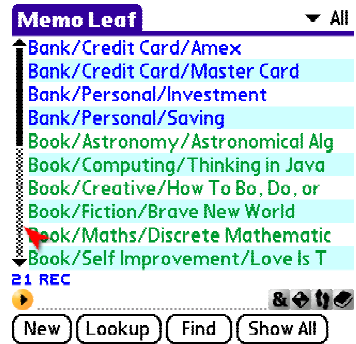 Memo Leaf
All
Bank/Credit Card/Amex
Bank/Credit Card/Master Card
Bank/Personal/Investment
Bank/Personal/Saving
Book/Astronomy/Astronomical Alg
Book/Computing/Thinking in Java
Book/Creative/How To Bo, Do, or
Book/Fiction/Brave New World
Book/Maths/Discrete Mathematic
Book/Self Improvement/Love Is T
21 REC
&
New Lookup Find Show All